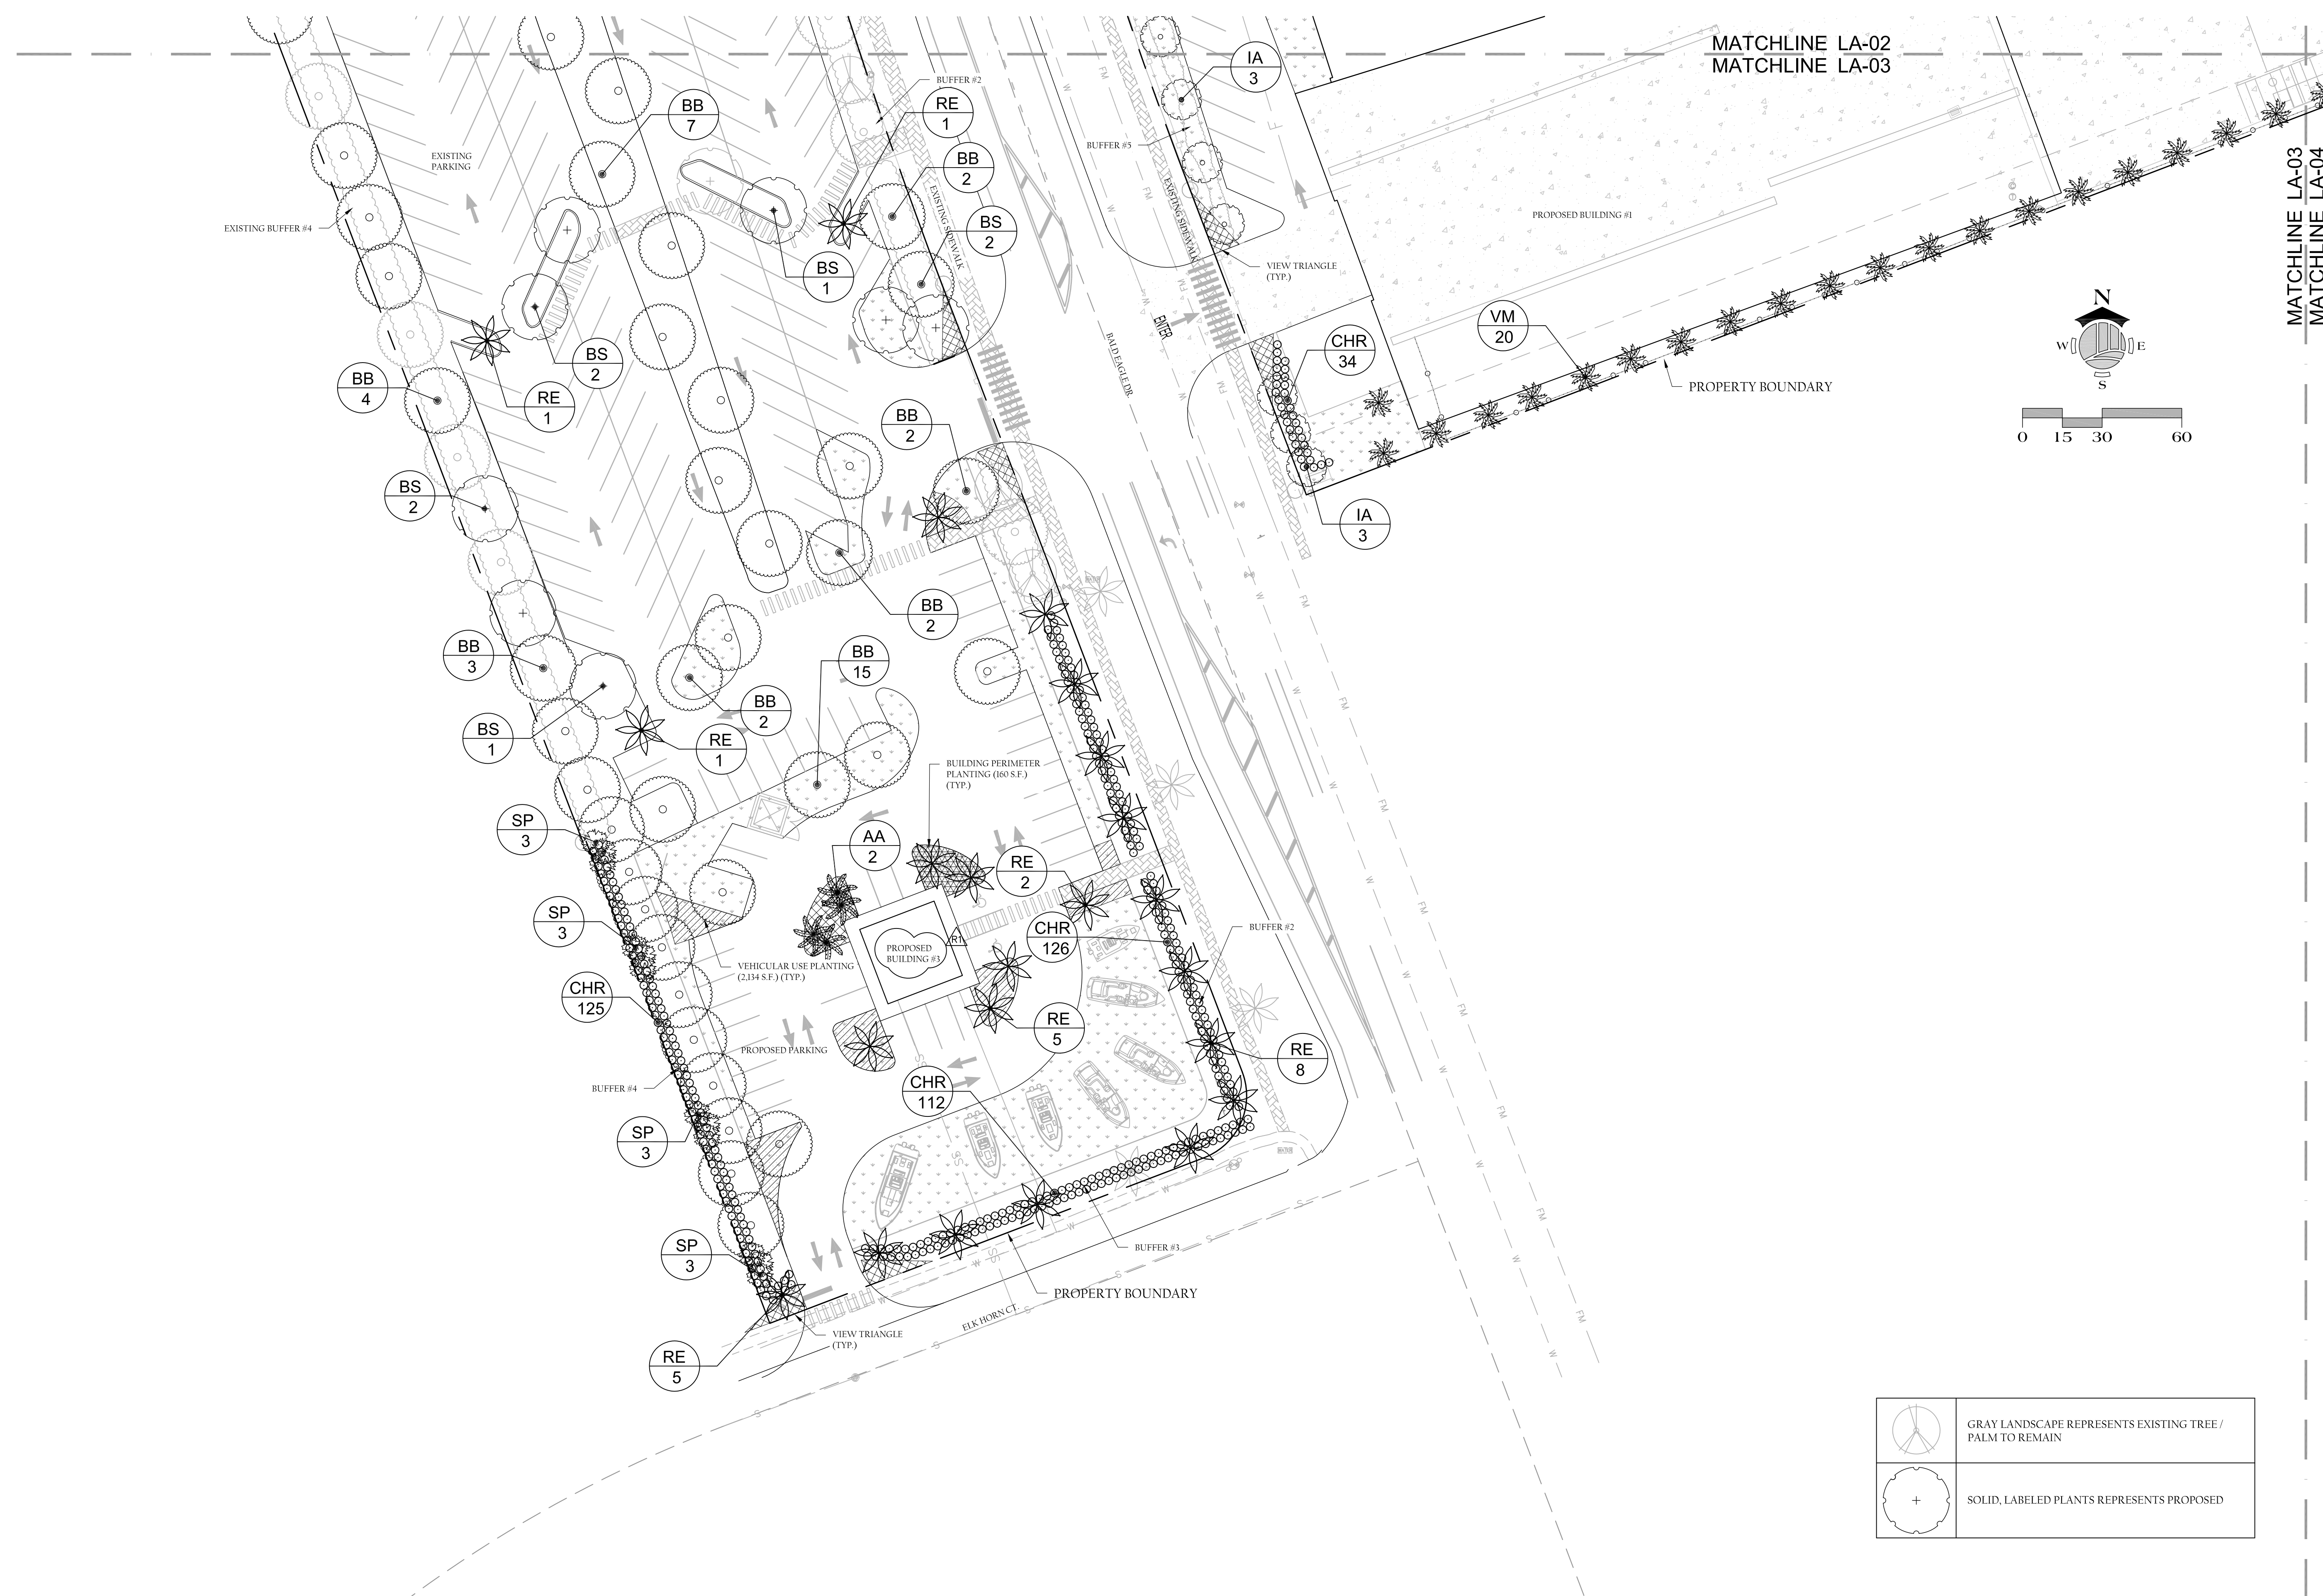 MATCHLINE LA-02
MATCHLINE LA-03
MATCHLINE LA-03
MATCHLINE LA-04
IA
3
BUFFER #2
BB
7
RE
1
BUFFER #5
EXISTING
PARKING
BB
2
EXISTING SIDEWALK
EXISTING SIDEWALK
EXISTING BUFFER #4
PROPOSED BUILDING #1
BS
2
BS
1
VIEW TRIANGLE
(TYP.)
N
W
E
S
ENTER
VM
20
CHR
34
BS
2
BALD EAGLE DR.
BB
4
RE
1
PROPERTY BOUNDARY
BB
2
0 15 30 60
BS
2
IA
3
BB
2
BB
3
BB
15
BB
2
BS
1
RE
1
BUILDING PERIMETER
PLANTING (160 S.F.)
(TYP.)
SP
3
AA
2
RE
2
SP
3
CHR
126
BUFFER #2
PROPOSED
BUILDING #3
R1
VEHICULAR USE PLANTING
(2,134 S.F.) (TYP.)
CHR
125
RE
5
PROPOSED PARKING
RE
8
BUFFER #4
CHR
112
SP
3
SP
3
BUFFER #3
PROPERTY BOUNDARY
ELK HORN CT.
VIEW TRIANGLE
(TYP.)
RE
5
GRAY LANDSCAPE REPRESENTS EXISTING TREE /
PALM TO REMAIN
SOLID, LABELED PLANTS REPRESENTS PROPOSED